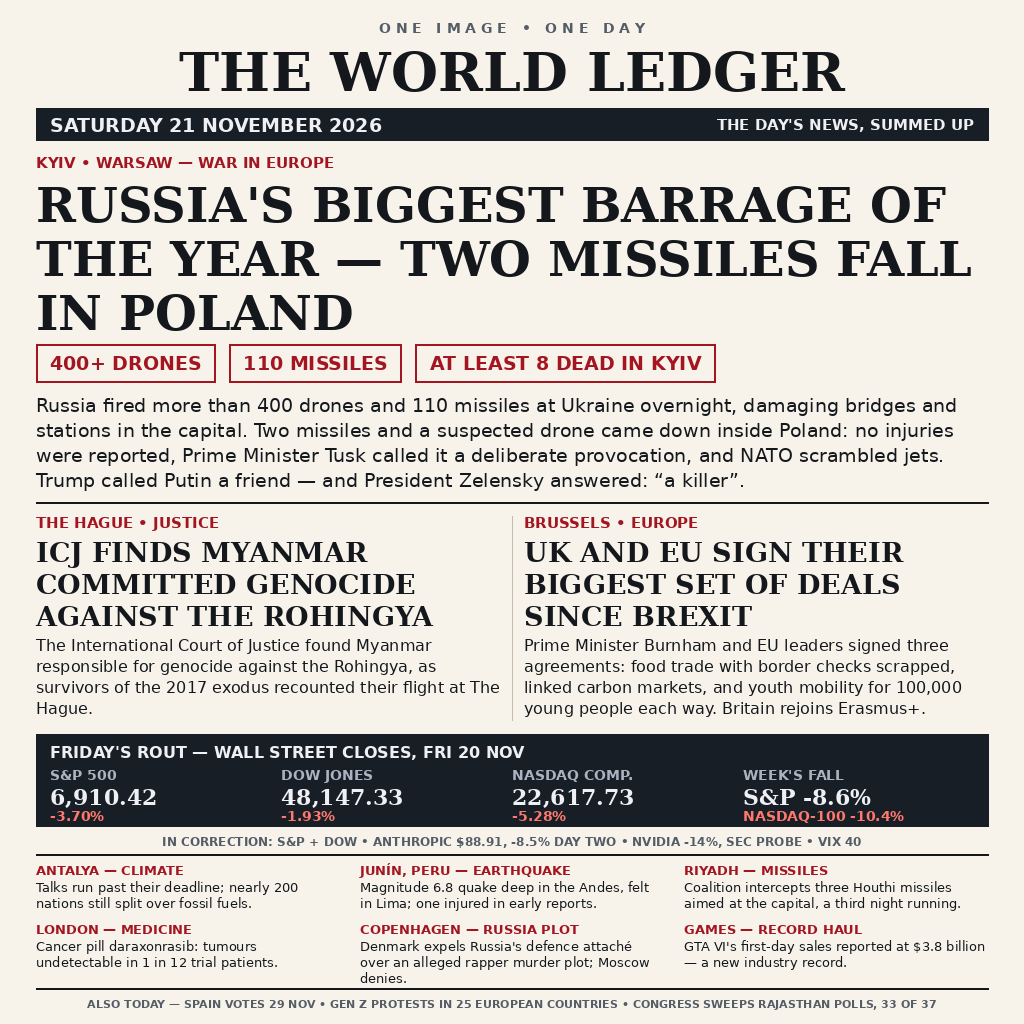 ONE IMAGE • ONE DAY
THE WORLD LEDGER
SATURDAY 21 NOVEMBER 2026
THE DAY'S NEWS, SUMMED UP
KYIV • WARSAW — WAR IN EUROPE
RUSSIA'S BIGGEST BARRAGE OF
THE YEAR — TWO MISSILES FALL
IN POLAND
400+ DRONES
110 MISSILES
AT LEAST 8 DEAD IN KYIV
Russia fired more than 400 drones and 110 missiles at Ukraine overnight, damaging bridges and
stations in the capital. Two missiles and a suspected drone came down inside Poland: no injuries
were reported, Prime Minister Tusk called it a deliberate provocation, and NATO scrambled jets.
Trump called Putin a friend — and President Zelensky answered: “a killer”.
THE HAGUE • JUSTICE
ICJ FINDS MYANMAR
COMMITTED GENOCIDE
AGAINST THE ROHINGYA
The International Court of Justice found Myanmar
responsible for genocide against the Rohingya, as
survivors of the 2017 exodus recounted their flight at The
Hague.
BRUSSELS • EUROPE
UK AND EU SIGN THEIR
BIGGEST SET OF DEALS
SINCE BREXIT
Prime Minister Burnham and EU leaders signed three
agreements: food trade with border checks scrapped,
linked carbon markets, and youth mobility for 100,000
young people each way. Britain rejoins Erasmus+.
FRIDAY'S ROUT — WALL STREET CLOSES, FRI 20 NOV
S&P 500
6,910.42
-3.70%
DOW JONES
48,147.33
-1.93%
NASDAQ COMP.
22,617.73
-5.28%
WEEK'S FALL
S&P -8.6%
NASDAQ-100 -10.4%
IN CORRECTION: S&P + DOW • ANTHROPIC $88.91, -8.5% DAY TWO • NVIDIA -14%, SEC PROBE • VIX 40
ANTALYA — CLIMATE
Talks run past their deadline; nearly 200
nations still split over fossil fuels.
JUNÍN, PERU — EARTHQUAKE
Magnitude 6.8 quake deep in the Andes, felt
in Lima; one injured in early reports.
RIYADH — MISSILES
Coalition intercepts three Houthi missiles
aimed at the capital, a third night running.
LONDON — MEDICINE
Cancer pill daraxonrasib: tumours
undetectable in 1 in 12 trial patients.
COPENHAGEN — RUSSIA PLOT
Denmark expels Russia's defence attaché
over an alleged rapper murder plot; Moscow
denies.
GAMES — RECORD HAUL
GTA VI's first-day sales reported at $3.8 billion
— a new industry record.
ALSO TODAY — SPAIN VOTES 29 NOV • GEN Z PROTESTS IN 25 EUROPEAN COUNTRIES • CONGRESS SWEEPS RAJASTHAN POLLS, 33 OF 37